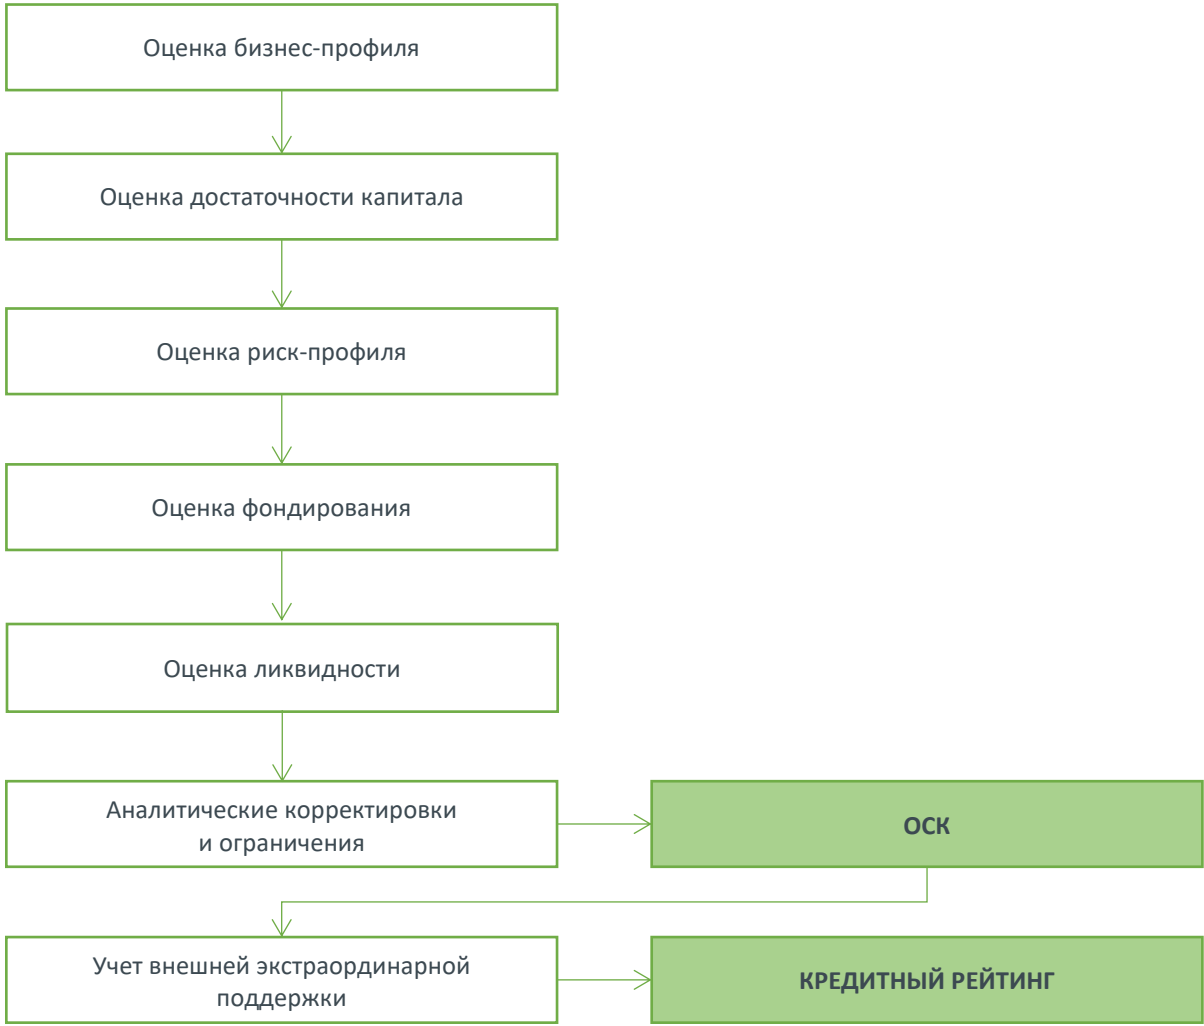 Оценка бизнес-профиля
Оценка достаточности капитала
Оценка риск-профиля
Оценка фондирования
Оценка ликвидности
Аналитические корректировки
и ограничения
ОСК
Учет внешней экстраординарной
поддержки
КРЕДИТНЫЙ РЕЙТИНГ